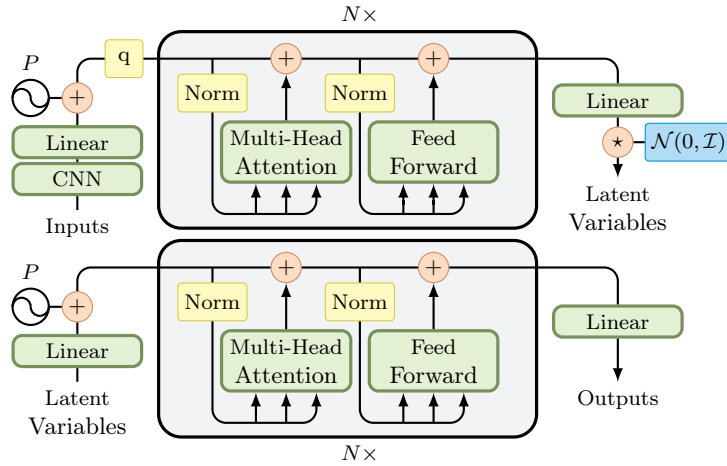 N×
P
q
+
Norm
+
Norm
+
Linear
Multi-Head
Attention
Feed
Forward
Linear
⋆
𝒩(0, ℐ)
CNN
Inputs
Latent
Variables
P
+
Norm
+
Norm
+
Linear
Multi-Head
Attention
Feed
Forward
Linear
Latent
Variables
Outputs
N×